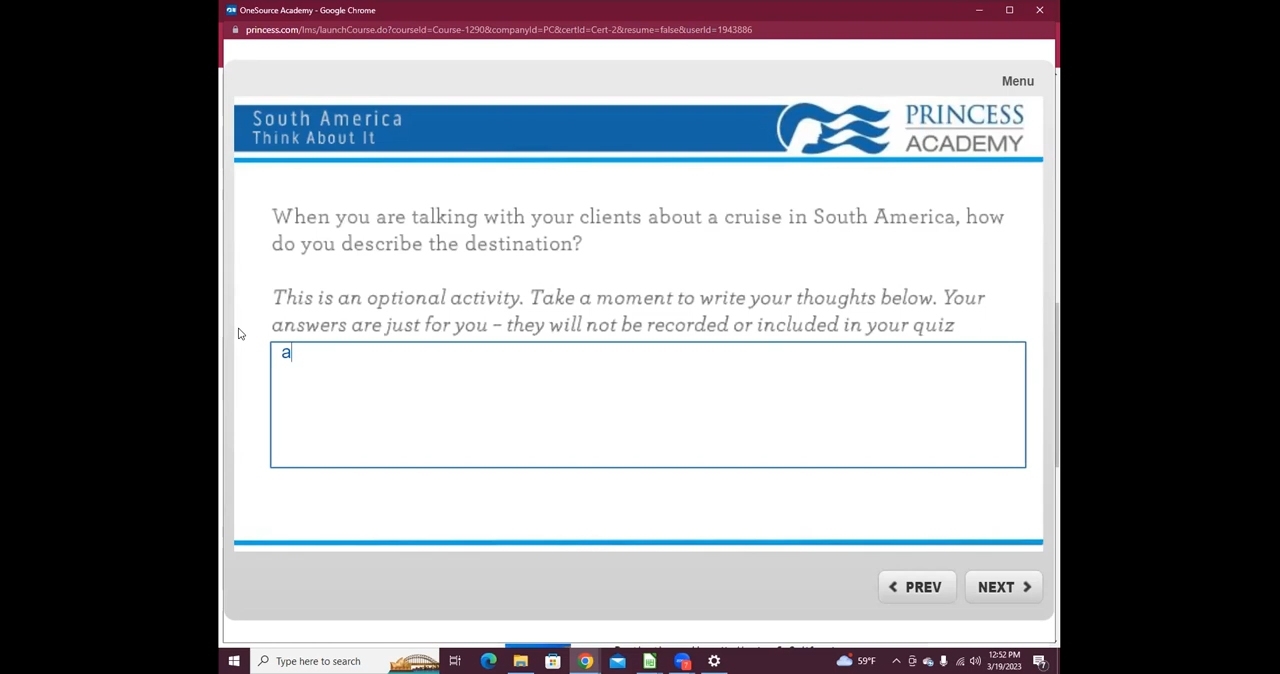 OneSource Academy - Google Chrome
princess.com/lms/launchCourse.do?courseId=Course-1290&companyId=PC&certId=Cert-2&resume=false&userId=1943886
Menu
South America
Think About It
PRINCESS
ACADEMY
When you are talking with your clients about a cruise in South America, how
do you describe the destination?
This is an optional activity. Take a moment to write your thoughts below. Your
answers are just for you – they will not be recorded or included in your quiz
a
PREV
NEXT
Type here to search
59°F
12:52 PM
3/19/2023